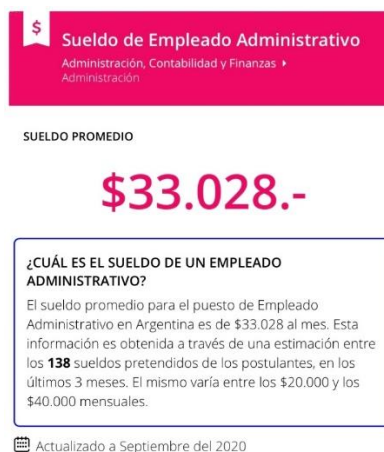 $
Sueldo de Empleado Administrativo
Administración, Contabilidad y Finanzas ▸
Administración
SUELDO PROMEDIO
$33.028.-
¿CUÁL ES EL SUELDO DE UN EMPLEADO
ADMINISTRATIVO?
El sueldo promedio para el puesto de Empleado
Administrativo en Argentina es de $33.028 al mes. Esta
información es obtenida a través de una estimación entre
los 138 sueldos pretendidos de los postulantes, en los
últimos 3 meses. El mismo varía entre los $20.000 y los
$40.000 mensuales.
Actualizado a Septiembre del 2020